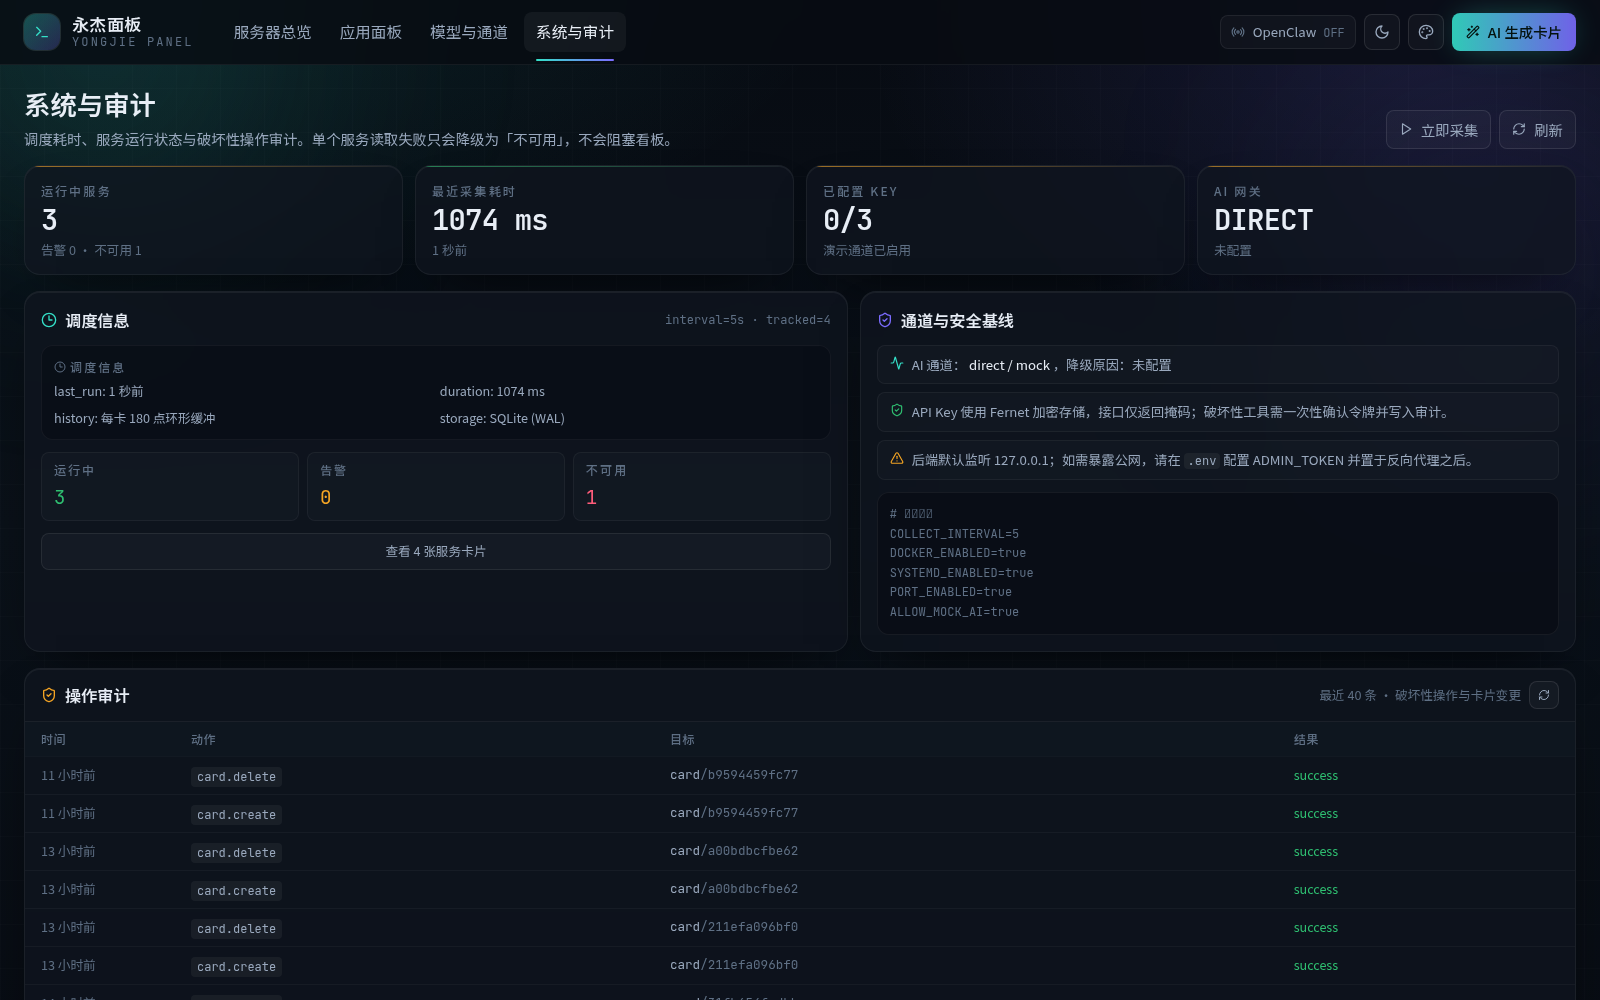 永杰面板
YONGJIE PANEL
服务器总览
应用面板
模型与通道
系统与审计
OpenClaw OFF
AI 生成卡片
系统与审计
调度耗时、服务运行状态与破坏性操作审计。单个服务读取失败只会降级为「不可用」，不会阻塞看板。
立即采集
刷新
运行中服务
3
告警 0 · 不可用 1
最近采集耗时
1074 ms
1 秒前
已配置 KEY
0/3
演示通道已启用
AI 网关
DIRECT
未配置
调度信息
interval=5s · tracked=4
调度信息
last_run: 1 秒前
duration: 1074 ms
history: 每卡 180 点环形缓冲
storage: SQLite (WAL)
运行中
3
告警
0
不可用
1
查看 4 张服务卡片
通道与安全基线
AI 通道： direct / mock ，降级原因：未配置
API Key 使用 Fernet 加密存储，接口仅返回掩码；破坏性工具需一次性确认令牌并写入审计。
后端默认监听 127.0.0.1；如需暴露公网，请在 .env 配置 ADMIN_TOKEN 并置于反向代理之后。
#
COLLECT_INTERVAL=5
DOCKER_ENABLED=true
SYSTEMD_ENABLED=true
PORT_ENABLED=true
ALLOW_MOCK_AI=true
操作审计
最近 40 条 · 破坏性操作与卡片变更
时间 动作 目标 结果
11 小时前 card.delete card/b9594459fc77 success
11 小时前 card.create card/b9594459fc77 success
13 小时前 card.delete card/a00bdbcfbe62 success
13 小时前 card.create card/a00bdbcfbe62 success
13 小时前 card.delete card/211efa096bf0 success
13 小时前 card.create card/211efa096bf0 success